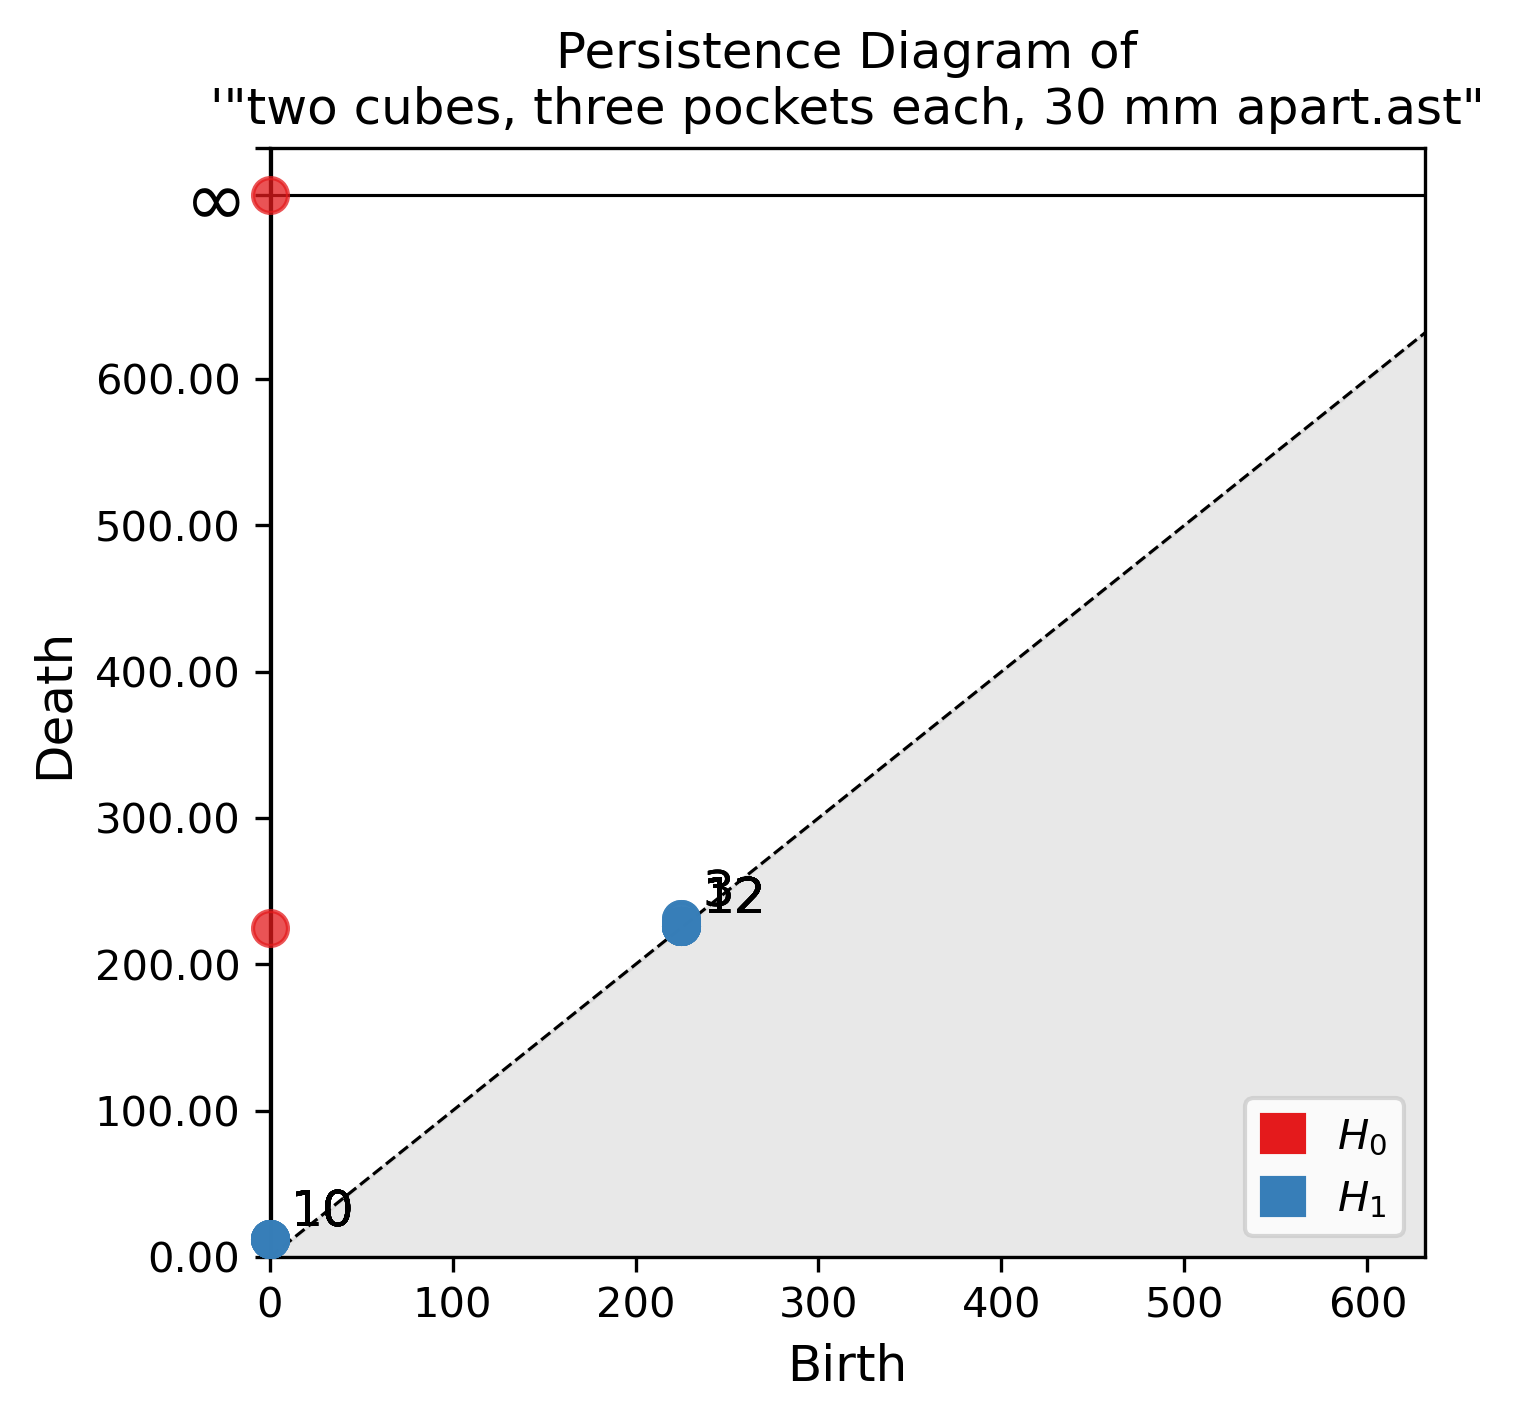 Persistence Diagram of
'"two cubes, three pockets each, 30 mm apart.ast"
∞
600.00
500.00
400.00
300.00
200.00
100.00
0.00
Death
3
12
10
H0
H1
0 100 200 300 400 500 600
Birth